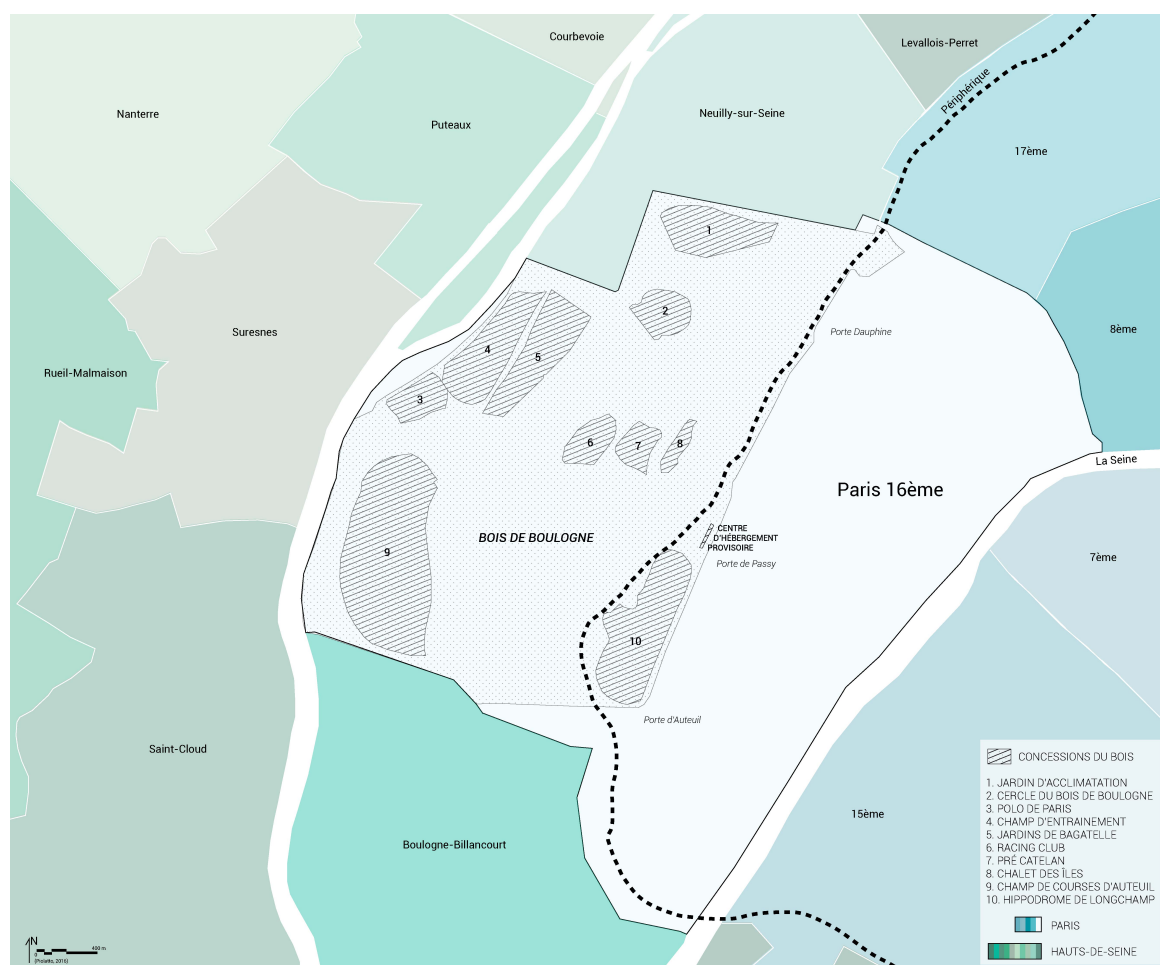 Courbevoie
Levallois-Perret
Périphérique
Nanterre
Puteaux
Neuilly-sur-Seine
17ème
1
2
Porte Dauphine
8ème
Suresnes
4
5
Rueil-Malmaison
3
6
7
8
La Seine
Paris 16ème
9
BOIS DE BOULOGNE
CENTRE
D'HÉBERGEMENT
PROVISOIRE
Porte de Passy
7ème
10
Porte d'Auteuil
Saint-Cloud
15ème
Boulogne-Billancourt
CONCESSIONS DU BOIS
1. JARDIN D'ACCLIMATATION
2. CERCLE DU BOIS DE BOULOGNE
3. POLO DE PARIS
4. CHAMP D'ENTRAINEMENT
5. JARDINS DE BAGATELLE
6. RACING CLUB
7. PRÉ CATELAN
8. CHALET DES ÎLES
9. CHAMP DE COURSES D'AUTEUIL
10. HIPPODROME DE LONGCHAMP
PARIS
HAUTS-DE-SEINE
N
0
400 m
(Piolatto, 2016)